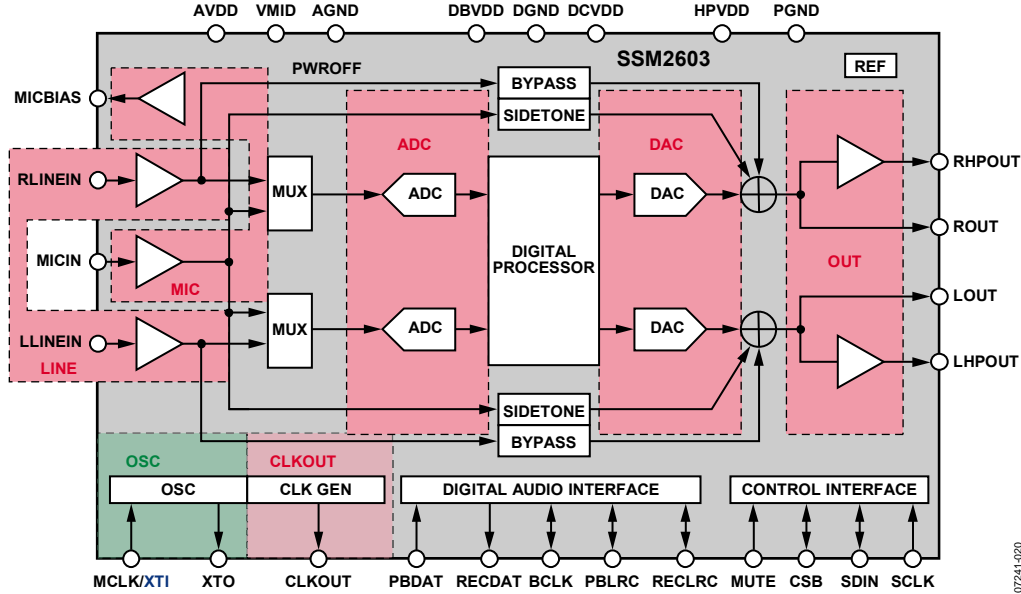 AVDD VMID AGND DBVDD DGND DCVDD HPVDD PGND
SSM2603
PWROFF
REF
BYPASS
SIDETONE
MICBIAS
ADC
DAC
RLINEIN
MUX
ADC
DAC
RHPOUT
ROUT
MICIN
MIC
DIGITAL
PROCESSOR
OUT
LOUT
LLINEIN
LINE
MUX
ADC
DAC
LHPOUT
SIDETONE
BYPASS
OSC
CLKOUT
OSC
CLK GEN
DIGITAL AUDIO INTERFACE
CONTROL INTERFACE
MCLK/XTI XTO CLKOUT PBDAT RECDAT BCLK PBLRC RECLRC MUTE CSB SDIN SCLK
07241-020